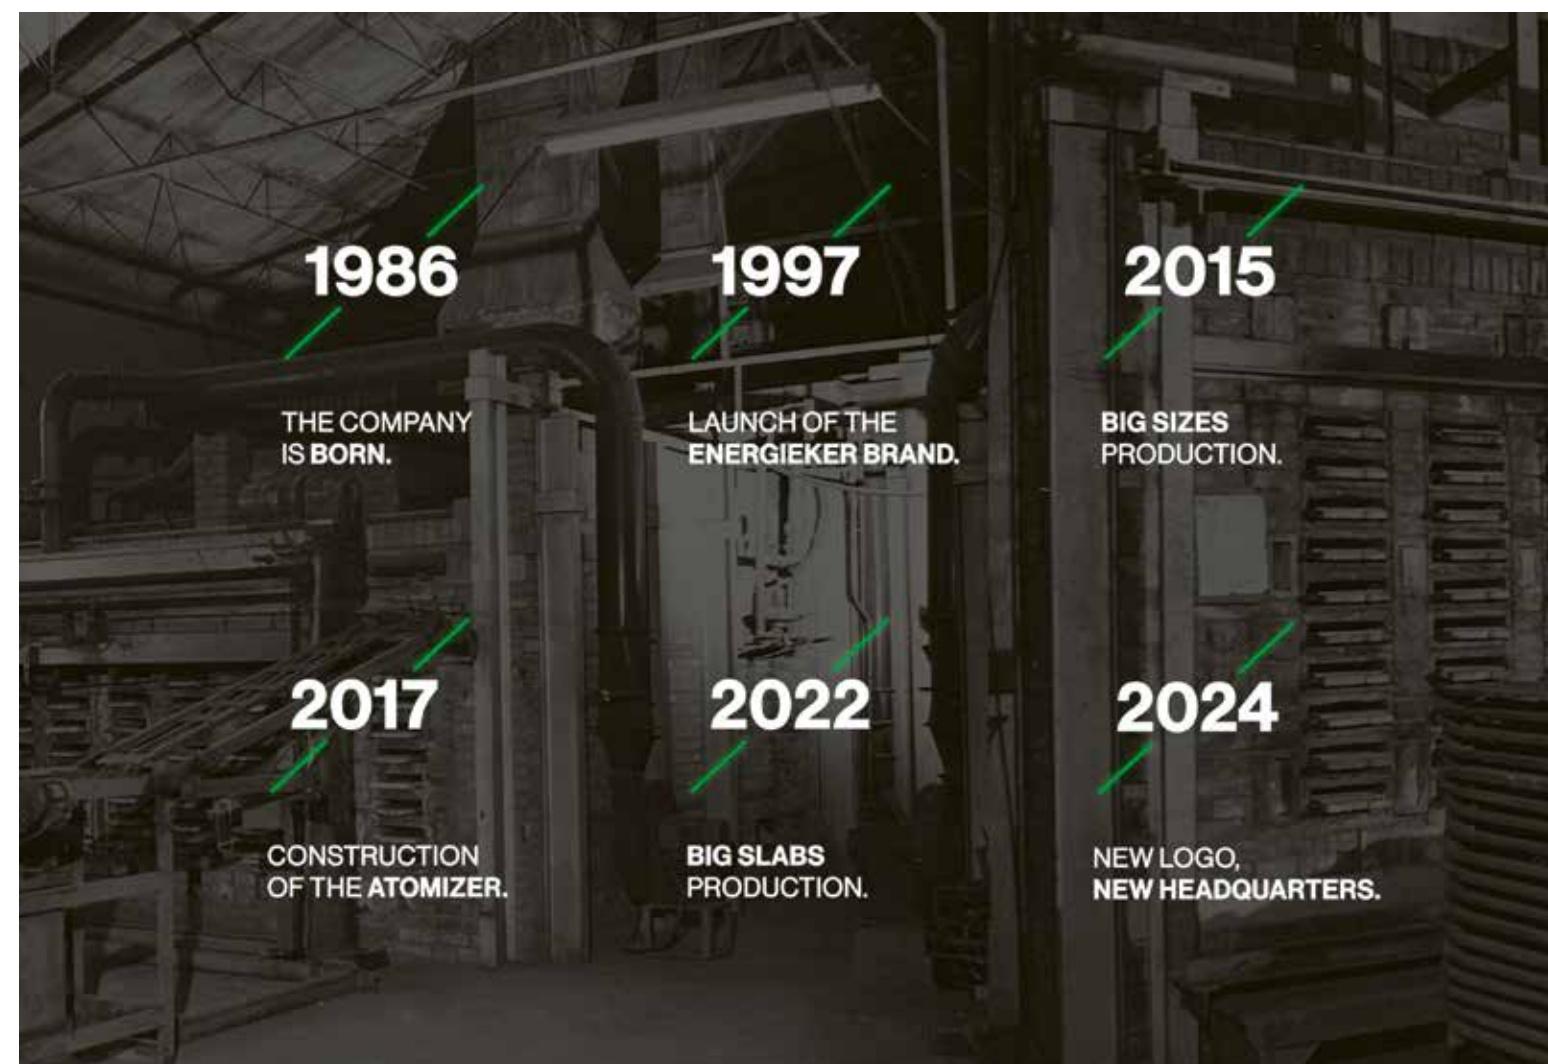 1986
THE COMPANY
IS BORN.
1997
LAUNCH OF THE
ENERGIEKER BRAND.
2015
BIG SIZES
PRODUCTION.
2017
CONSTRUCTION
OF THE ATOMIZER.
2022
BIG SLABS
PRODUCTION.
2024
NEW LOGO,
NEW HEADQUARTERS.